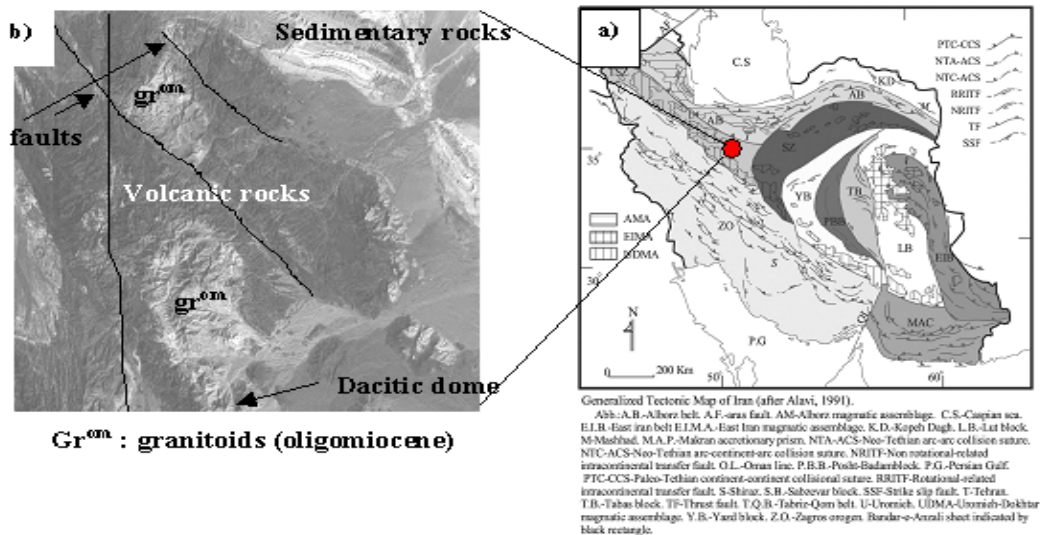 b)
Sedimentary rocks
gr^om
faults
Volcanic rocks
gr^om
Dacitic dome
Gr^om : granitoids (oligomiocene)
a)
C.S
PTC-CCS
NTA-ACS
NTC-ACS
RRITF
NRITF
TF
SSF
KD
AB
AB
M
35°
SZ
YB
TB
PBB
ZO
LB
EIB
S
AMA
EIMA
UDMA
30°
N
MAC
P.G
0 200 Km
50°
60°
Generalized Tectonic Map of Iran (after Alavi, 1991).
Abb.:A.B.-Alborz belt. A.F.-aras fault. AM-Alborz magmatic assemblage. C.S.-Caspian sea.
E.I.B.-East iran belt E.I.M.A.-East Iran magmatic assemblage. K.D.-Kopeh Dagh. L.B.-Lut block.
M-Mashhad. M.A.P.-Makran accretionary prism. NTA-ACS-Neo-Tethian arc-arc collision suture.
NTC-ACS-Neo-Tethian arc-continent-arc collision suture. NRITF-Non rotational-related
intracontinental transfer fault. O.L.-Oman line. P.B.B.-Posht-Badamblock. P.G.-Persian Gulf.
PTC-CCS-Paleo-Tethian continent-continent collisional suture. RRITF-Rotational-related
intracontinental transfer fault. S-Shiraz. S.B.-Sabzevar block. SSF-Strike slip fault. T-Tehran.
T.B.-Tabas block. TF-Thrust fault. T.Q.B.-Tabriz-Qom belt. U-Uromieh. UDMA-Uromieh-Dokhtar
magmatic assemblage. Y.B.-Yazd block. Z.O.-Zagros orogen. Bandar-e-Anzali sheet indicated by
black rectangle.